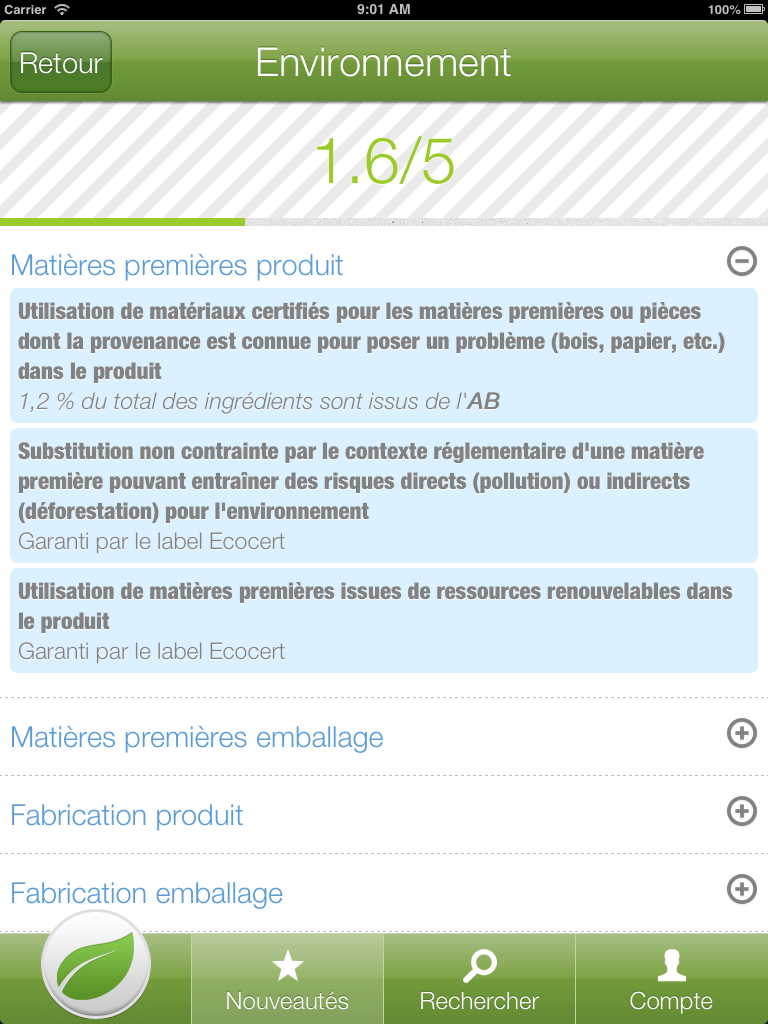 Carrier 9:01 AM 100%
Retour Environnement
1.6/5
Matières premières produit
Utilisation de matériaux certifiés pour les matières premières ou pièces
dont la provenance est connue pour poser un problème (bois, papier, etc.)
dans le produit
1,2 % du total des ingrédients sont issus de l'AB
Substitution non contrainte par le contexte réglementaire d'une matière
première pouvant entraîner des risques directs (pollution) ou indirects
(déforestation) pour l'environnement
Garanti par le label Ecocert
Utilisation de matières premières issues de ressources renouvelables dans
le produit
Garanti par le label Ecocert
Matières premières emballage
Fabrication produit
Fabrication emballage
Nouveautés Rechercher Compte